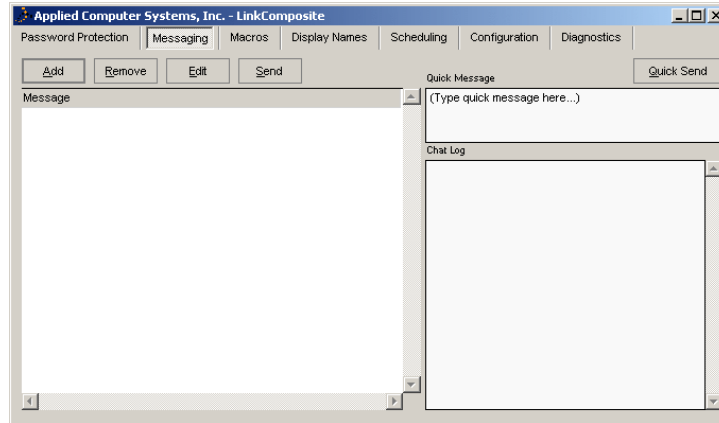 Applied Computer Systems, Inc. - LinkComposite
Password Protection Messaging Macros Display Names Scheduling Configuration Diagnostics
Add Remove Edit Send
Quick Message
Quick Send
Message
(Type quick message here...)
Chat Log